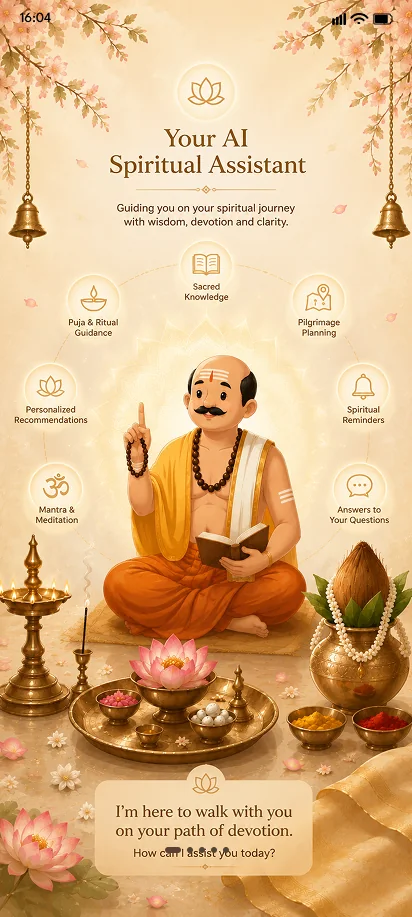 16:04
Your AI
Spiritual Assistant
Guiding you on your spiritual journey
with wisdom, devotion and clarity.
Sacred
Knowledge
Puja & Ritual
Guidance
Pilgrimage
Planning
Personalized
Recommendations
Spiritual
Reminders
Mantra &
Meditation
Answers to
Your Questions
ॐ
I'm here to walk with you
on your path of devotion.
How can I assist you today?